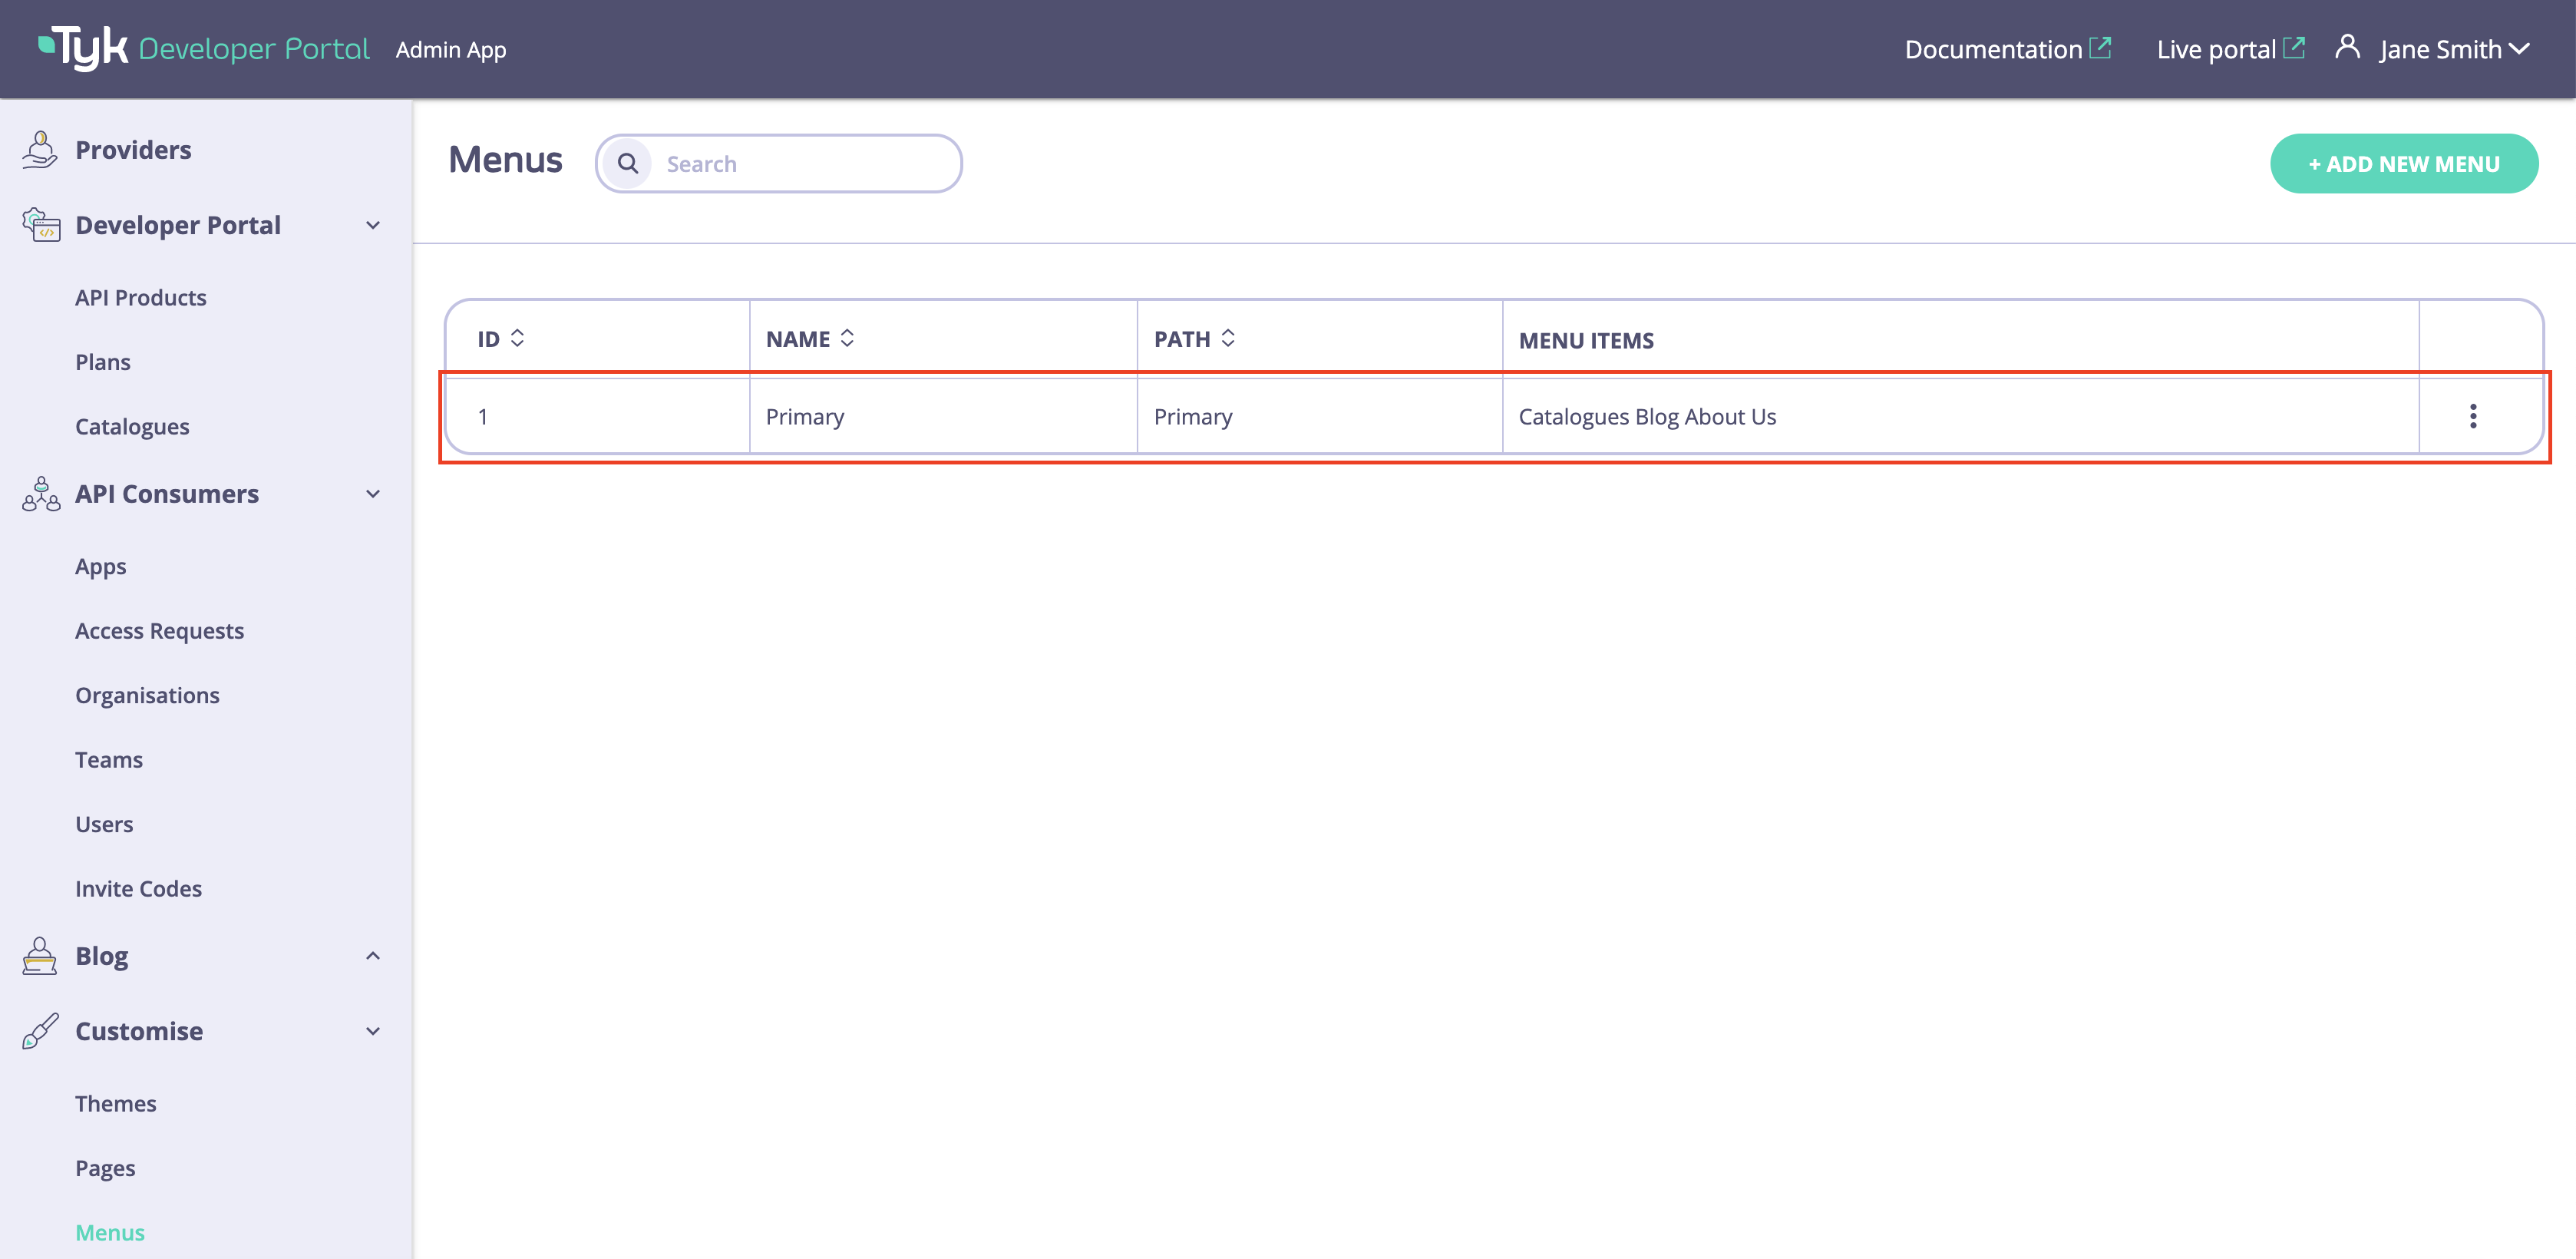 Tyk Developer Portal Admin App Documentation Live portal Jane Smith
Providers
Developer Portal
API Products
Plans
Catalogues
API Consumers
Apps
Access Requests
Organisations
Teams
Users
Invite Codes
Blog
Customise
Themes
Pages
Menus
Menus Search + ADD NEW MENU
ID NAME PATH MENU ITEMS
1 Primary Primary Catalogues Blog About Us